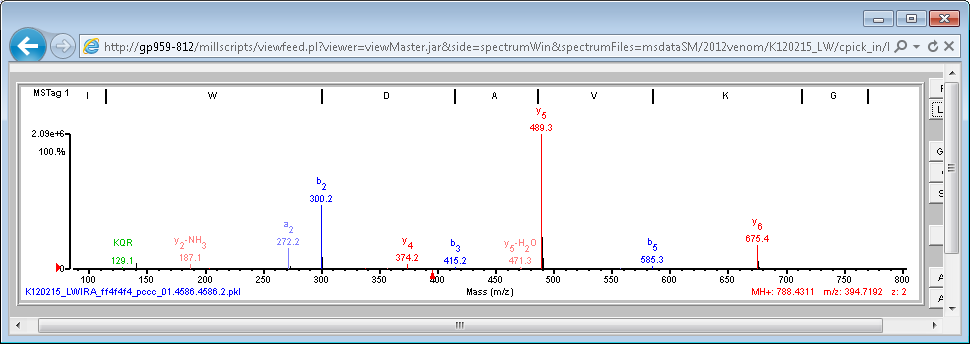 http://gp959-812/millscripts/viewfeed.pl?viewer=viewMaster.jar&side=spectrumWin&spectrumFiles=msdataSM/2012venom/K120215_LW/cpick_in/l
MSTag 1
I W D A V K G
2.09e+6
100.%
y5
489.3
b2
300.2
y6
675.4
a2
272.2
KQR
129.1
y2-NH3
187.1
y4
374.2
b3
415.2
y5-H2O
471.3
b5
585.3
0
100 150 200 250 300 350 400 450 500 550 600 650 700 750 800
K120215_LWIRA_ff4f4f4_pccc_01.4586.4586.2.pkl
Mass (m/z)
MH+: 788.4311 m/z: 394.7192 z: 2